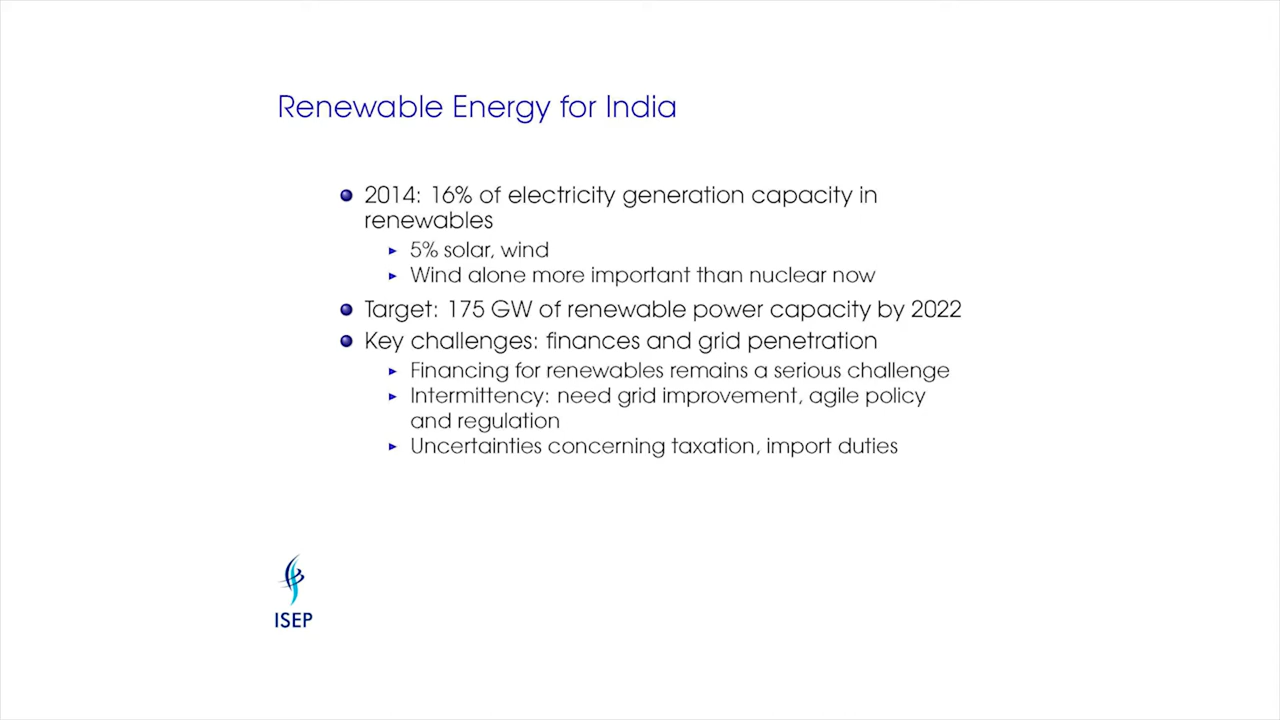 Renewable Energy for India
2014: 16% of electricity generation capacity in
renewables
5% solar, wind
Wind alone more important than nuclear now
Target: 175 GW of renewable power capacity by 2022
Key challenges: finances and grid penetration
Financing for renewables remains a serious challenge
Intermittency: need grid improvement, agile policy
and regulation
Uncertainties concerning taxation, import duties
ISEP